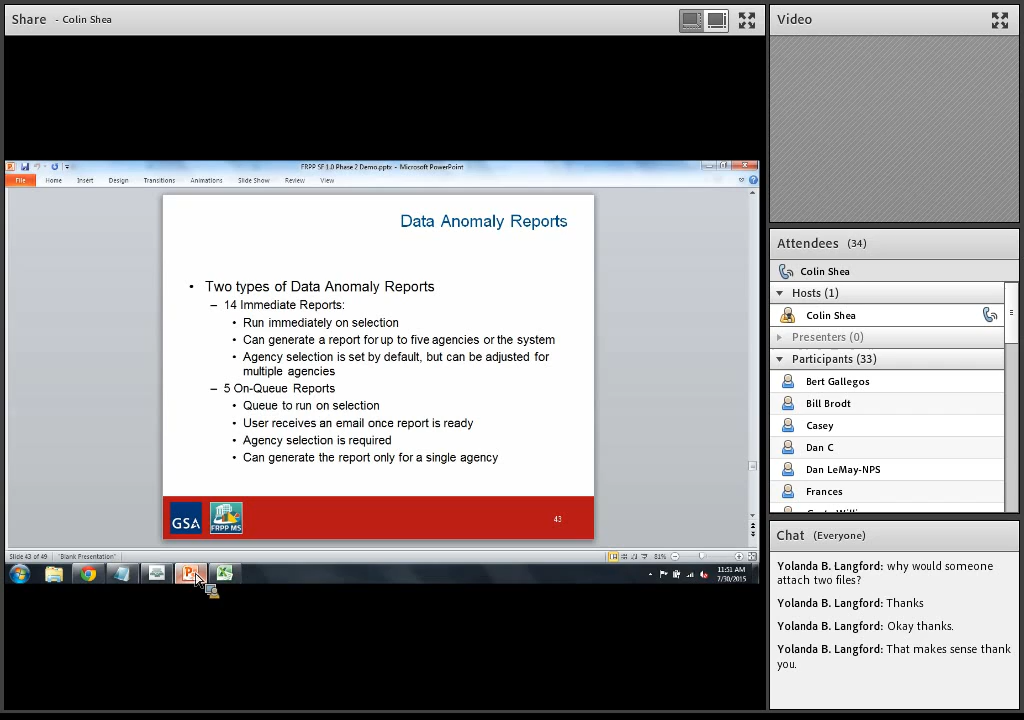 Share - Colin Shea
FRPP SF 1.0 Phase 2 Demo.pptx - Microsoft PowerPoint
File Home Insert Design Transitions Animations Slide Show Review View
Data Anomaly Reports
• Two types of Data Anomaly Reports
– 14 Immediate Reports:
• Run immediately on selection
• Can generate a report for up to five agencies or the system
• Agency selection is set by default, but can be adjusted for
multiple agencies
– 5 On-Queue Reports
• Queue to run on selection
• User receives an email once report is ready
• Agency selection is required
• Can generate the report only for a single agency
GSA
FRPP MS
43
Slide 43 of 49 "Blank Presentation" 81%
11:51 AM
7/30/2015
Video
Attendees (34)
Colin Shea
Hosts (1)
Colin Shea
Presenters (0)
Participants (33)
Bert Gallegos
Bill Brodt
Casey
Dan C
Dan LeMay-NPS
Frances
Chat (Everyone)
Yolanda B. Langford: why would someone
attach two files?
Yolanda B. Langford: Thanks
Yolanda B. Langford: Okay thanks.
Yolanda B. Langford: That makes sense thank
you.